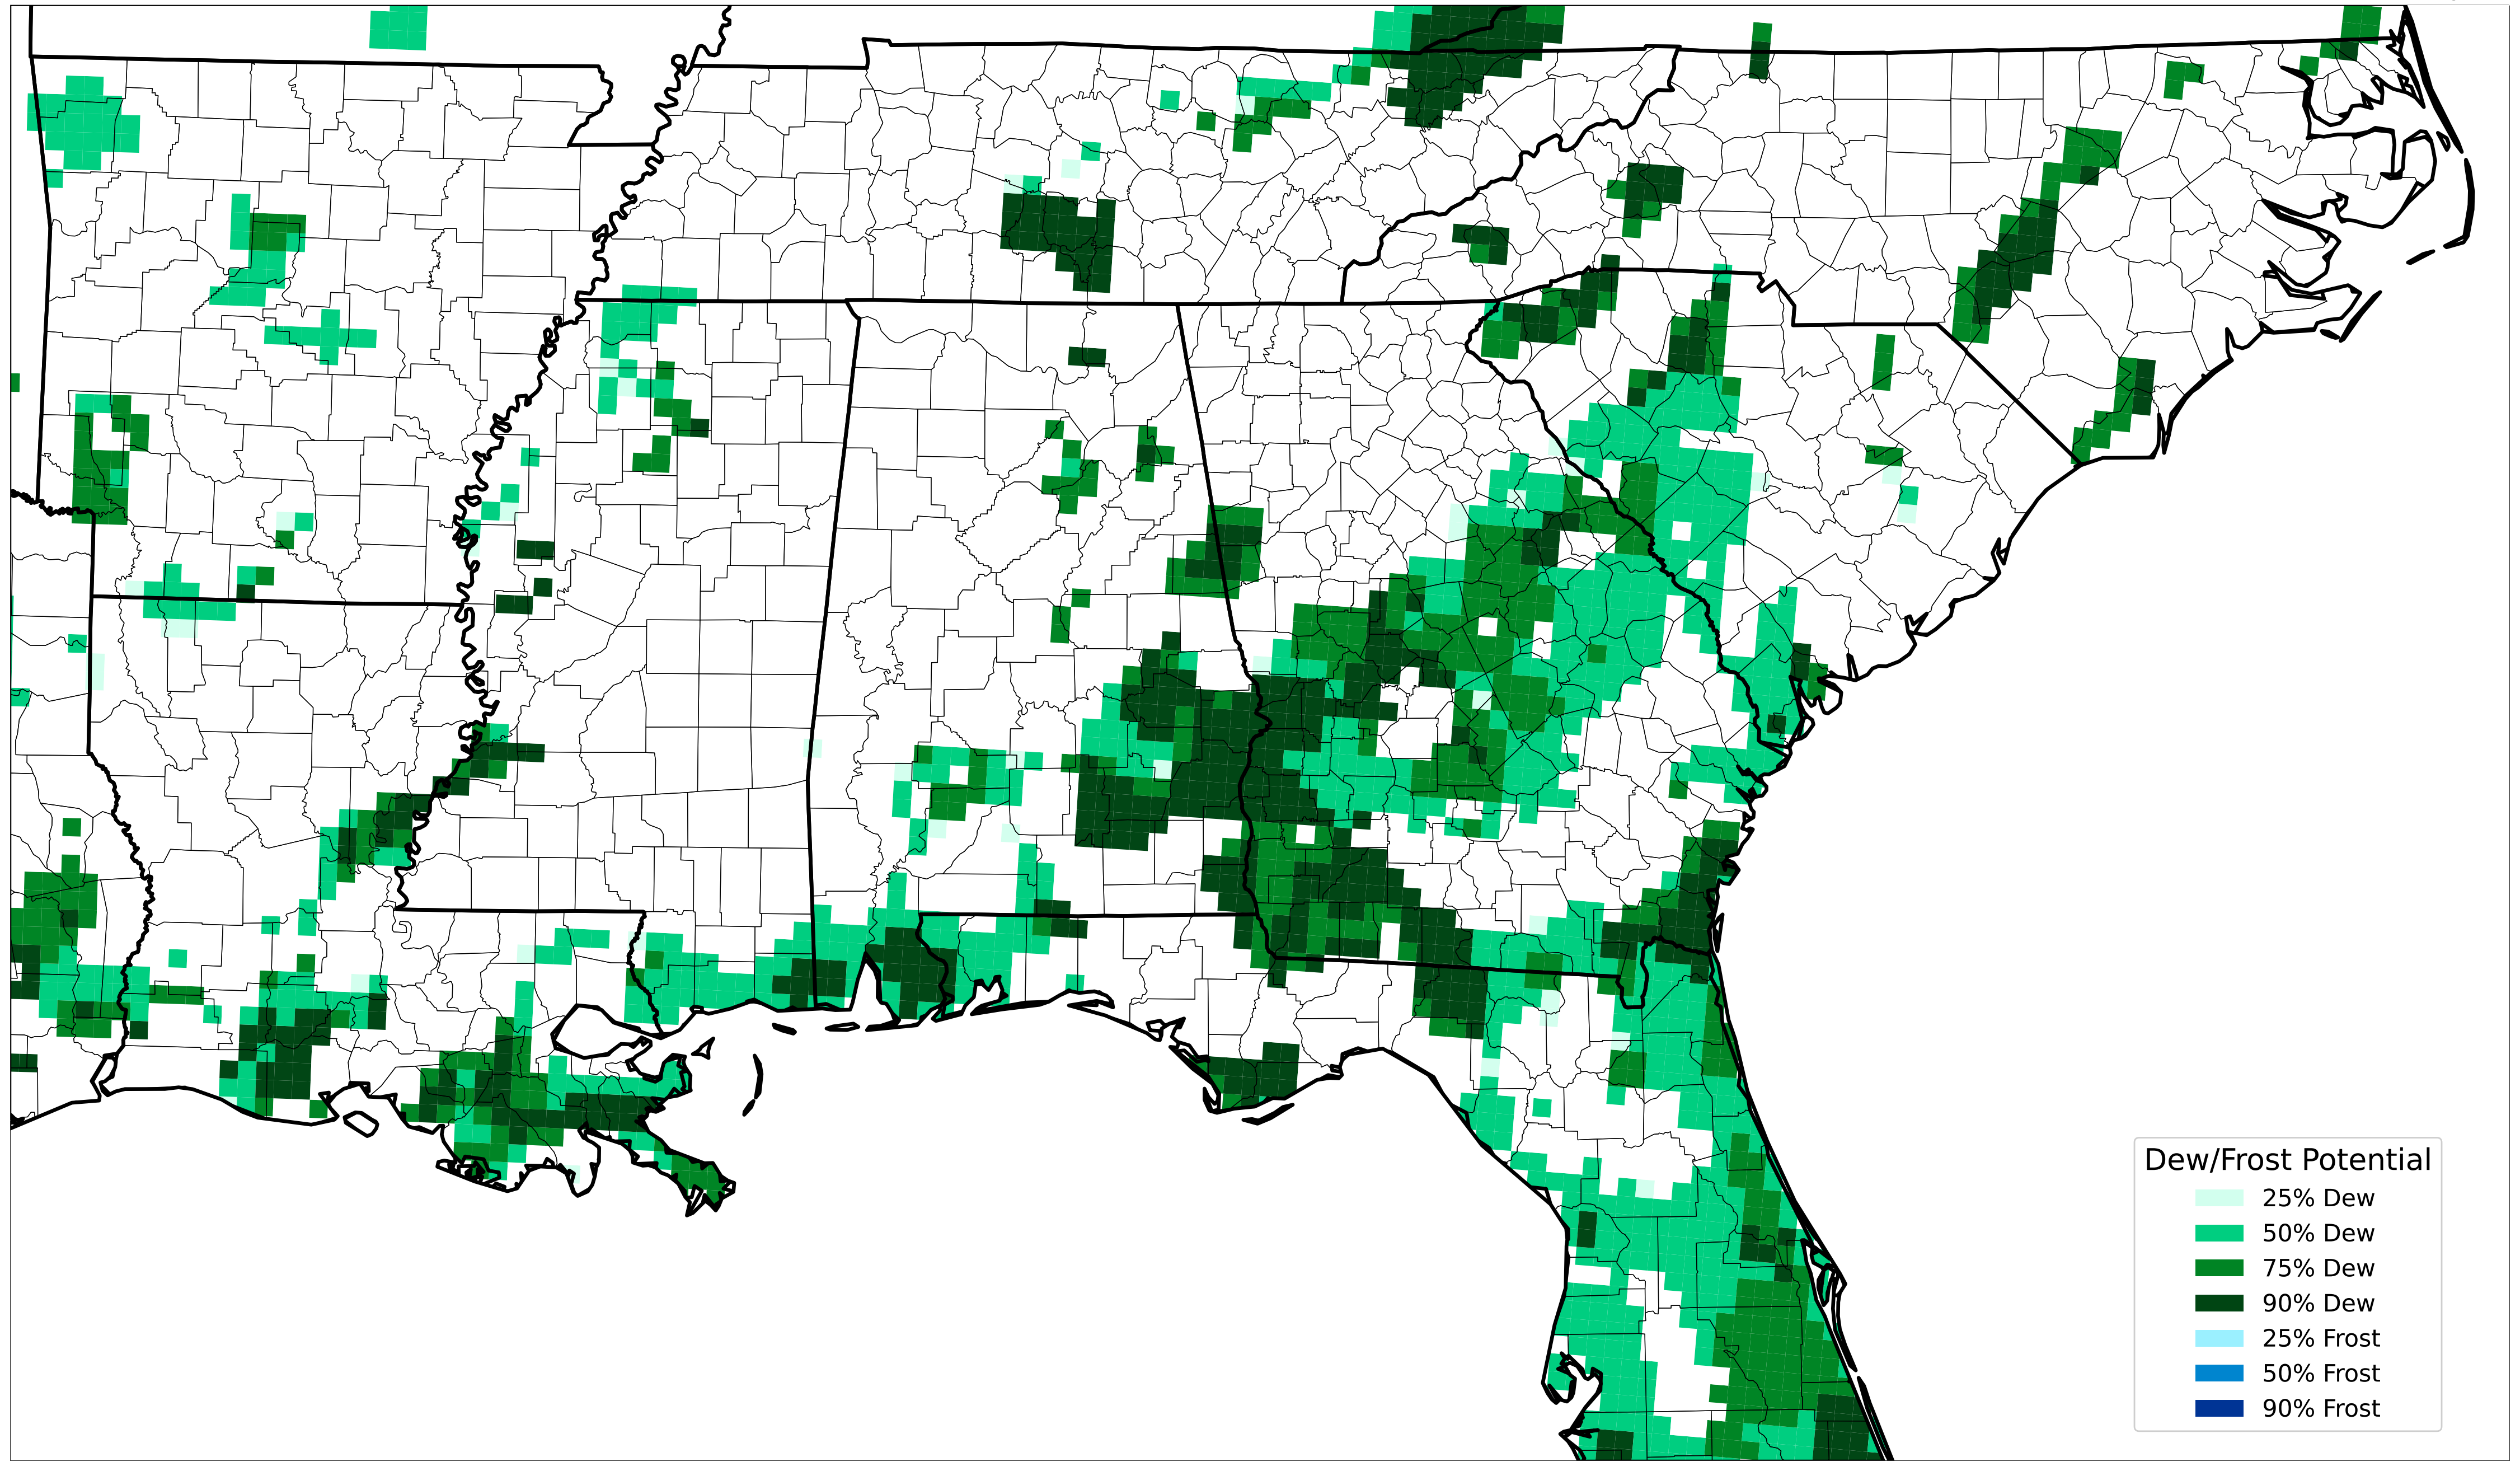 Dew/Frost Potential
25% Dew
50% Dew
75% Dew
90% Dew
25% Frost
50% Frost
90% Frost